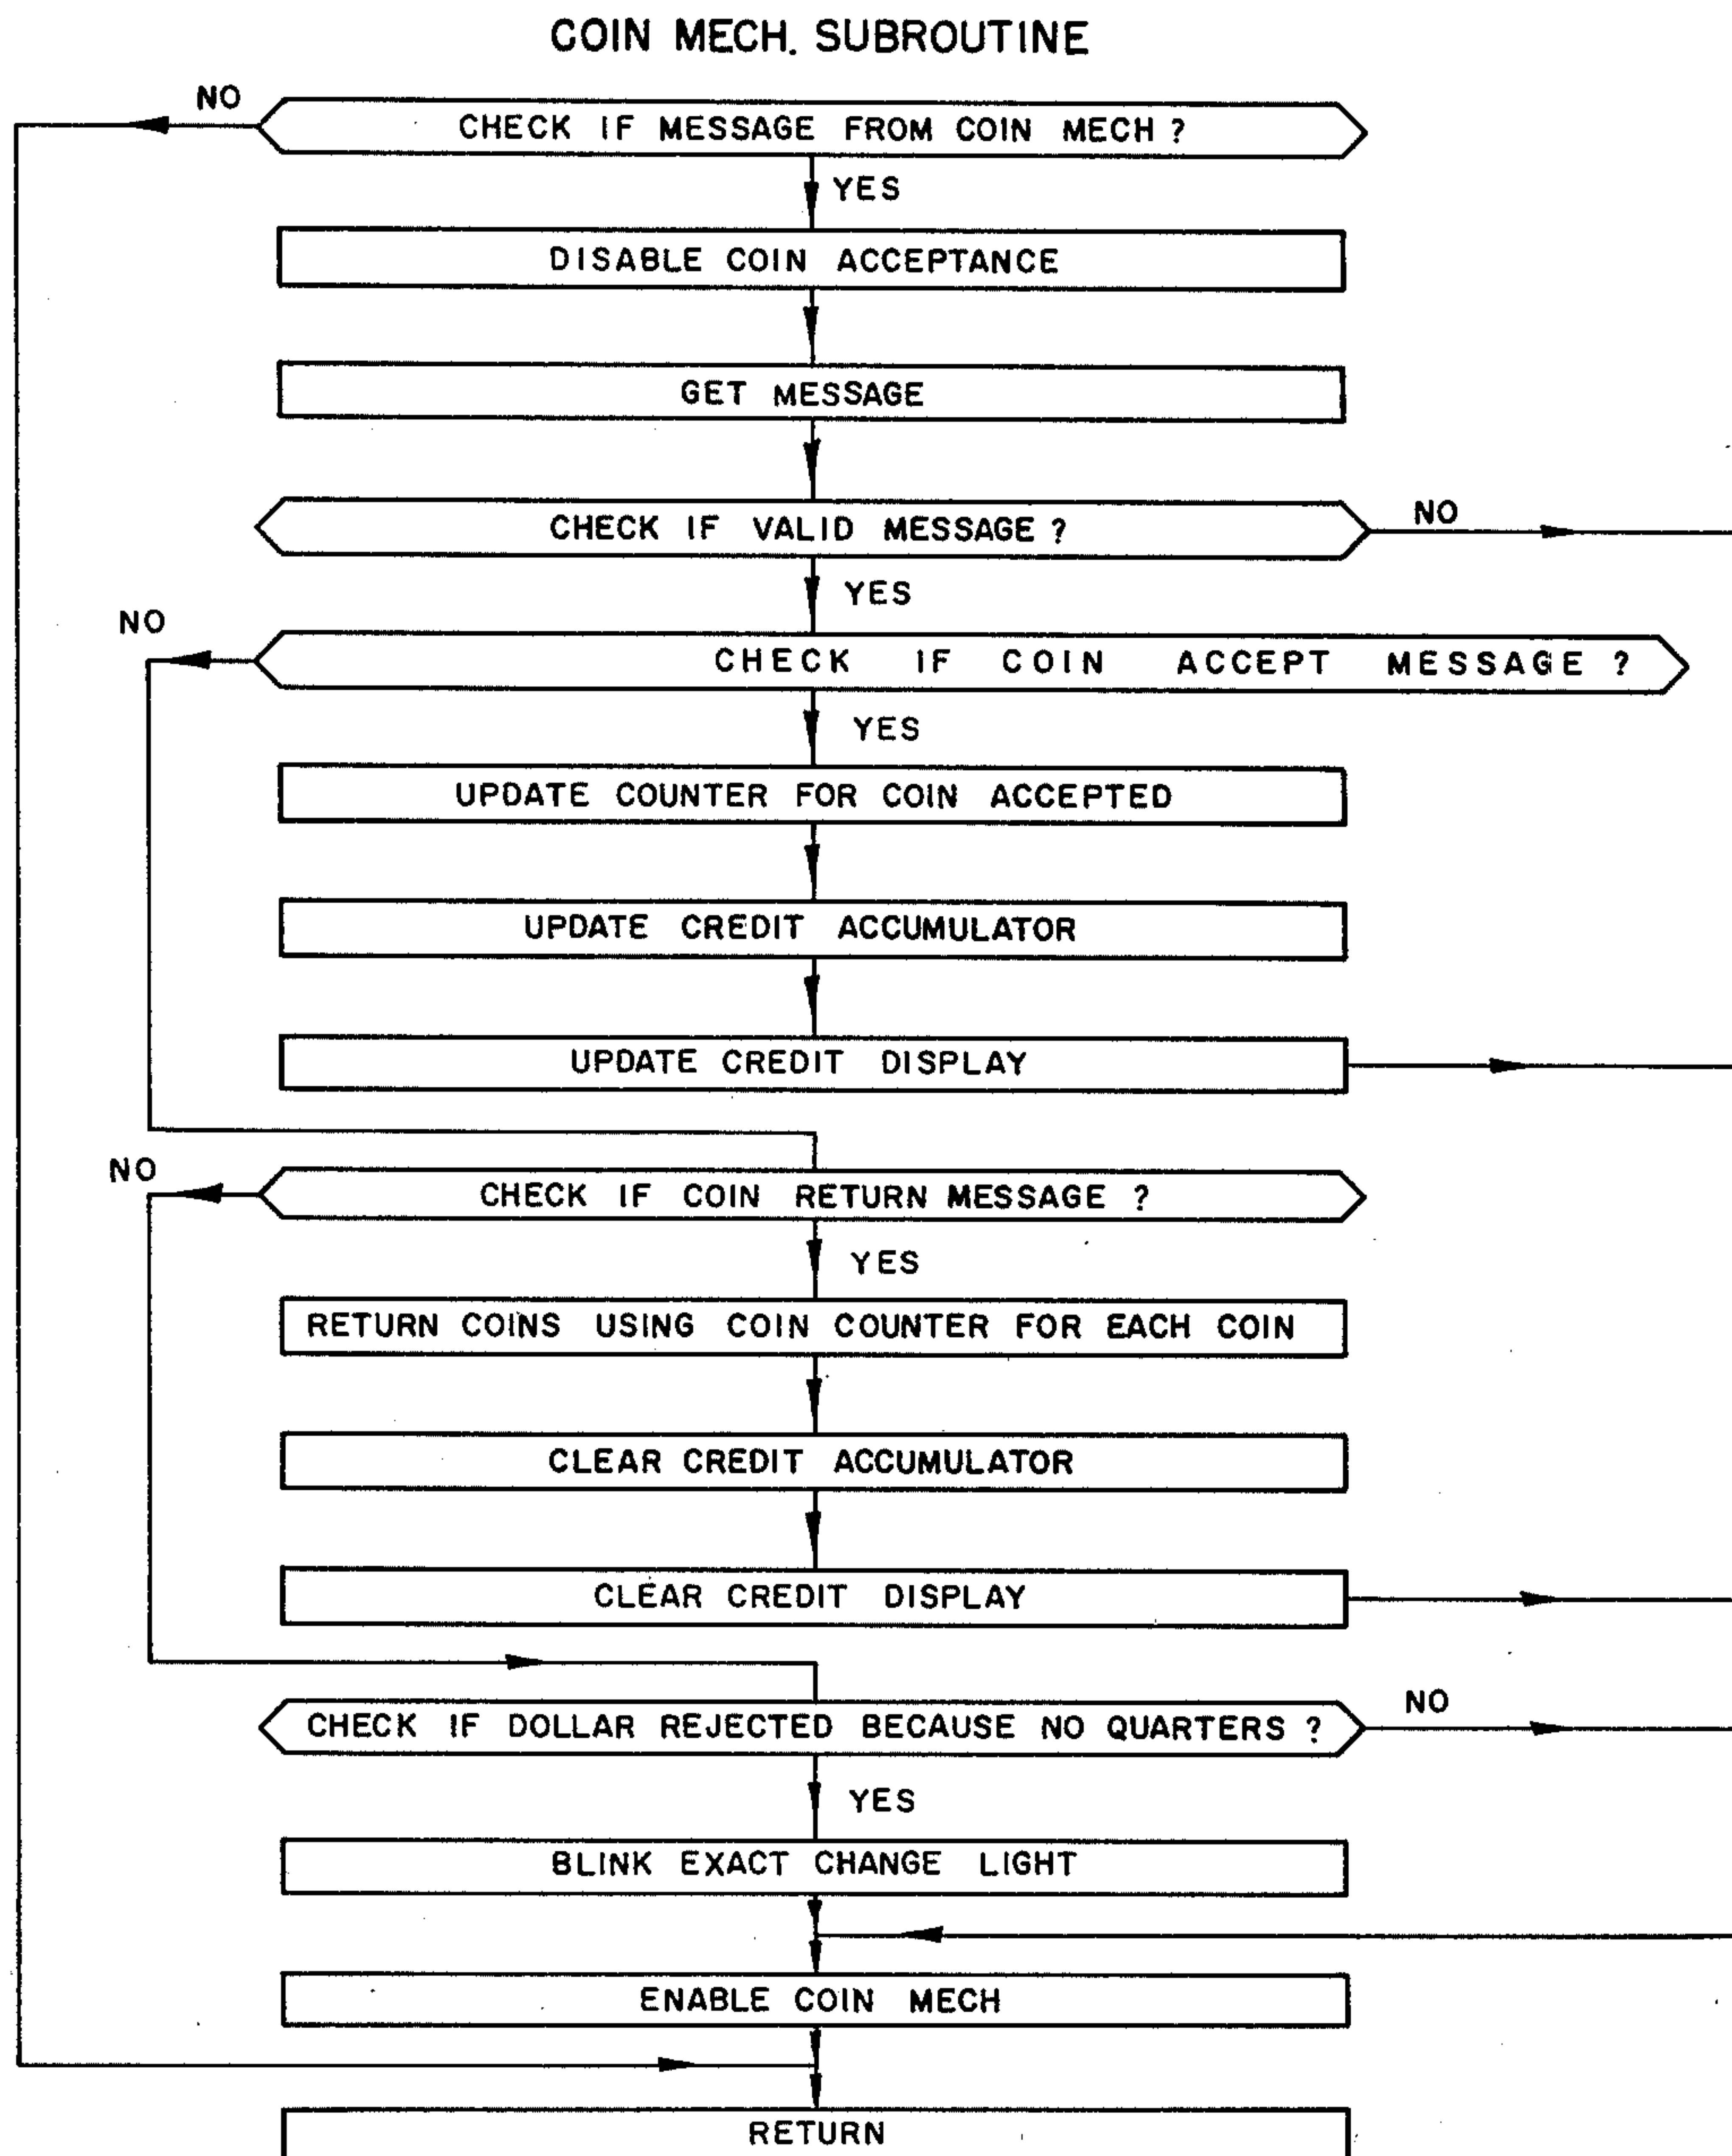 COIN MECH. SUBROUTINE
NO
CHECK IF MESSAGE FROM COIN MECH ?
YES
DISABLE COIN ACCEPTANCE
GET MESSAGE
CHECK IF VALID MESSAGE ?
NO
YES
NO
CHECK IF COIN ACCEPT MESSAGE ?
YES
UPDATE COUNTER FOR COIN ACCEPTED
UPDATE CREDIT ACCUMULATOR
UPDATE CREDIT DISPLAY
NO
CHECK IF COIN RETURN MESSAGE ?
YES
RETURN COINS USING COIN COUNTER FOR EACH COIN
CLEAR CREDIT ACCUMULATOR
CLEAR CREDIT DISPLAY
CHECK IF DOLLAR REJECTED BECAUSE NO QUARTERS ?
NO
YES
BLINK EXACT CHANGE LIGHT
ENABLE COIN MECH
RETURN